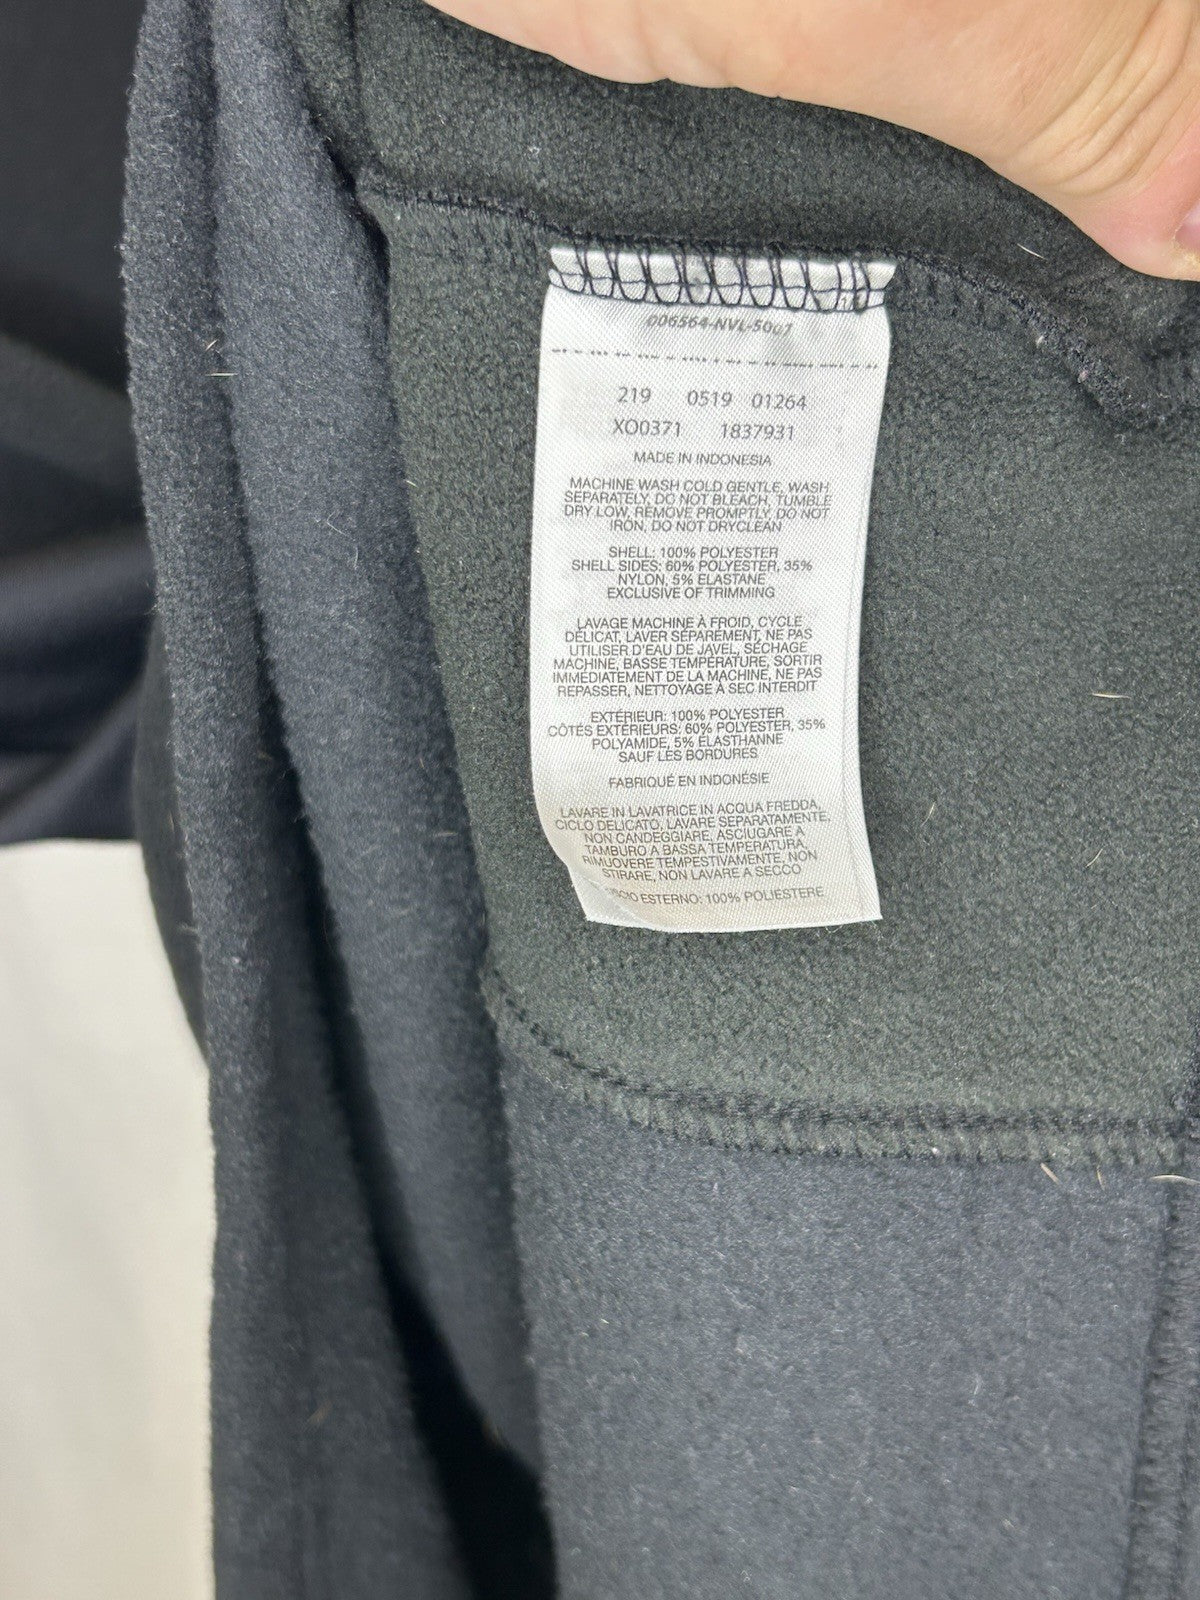 006564-NVL-5007
219 0519 01264
XO0371 1837931
MADE IN INDONESIA
MACHINE WASH COLD GENTLE, WASH
SEPARATELY, DO NOT BLEACH, TUMBLE
DRY LOW, REMOVE PROMPTLY, DO NOT
IRON, DO NOT DRYCLEAN
SHELL: 100% POLYESTER
SHELL SIDES: 60% POLYESTER, 35%
NYLON, 5% ELASTANE
EXCLUSIVE OF TRIMMING
LAVAGE MACHINE À FROID, CYCLE
DÉLICAT, LAVER SÉPARÉMENT, NE PAS
UTILISER D'EAU DE JAVEL, SÉCHAGE
MACHINE, BASSE TEMPÉRATURE, SORTIR
IMMÉDIATEMENT DE LA MACHINE, NE PAS
REPASSER, NETTOYAGE À SEC INTERDIT
EXTÉRIEUR: 100% POLYESTER
CÔTÉS EXTÉRIEURS: 60% POLYESTER, 35%
POLYAMIDE, 5% ÉLASTHANNE
SAUF LES BORDURES
FABRIQUÉ EN INDONÉSIE
LAVARE IN LAVATRICE IN ACQUA FREDDA,
CICLO DELICATO, LAVARE SEPARATAMENTE,
NON CANDEGGIARE, ASCIUGARE A
TAMBURO A BASSA TEMPERATURA,
RIMUOVERE TEMPESTIVAMENTE, NON
STIRARE, NON LAVARE A SECCO
ESTERNO: 100% POLIESTERE